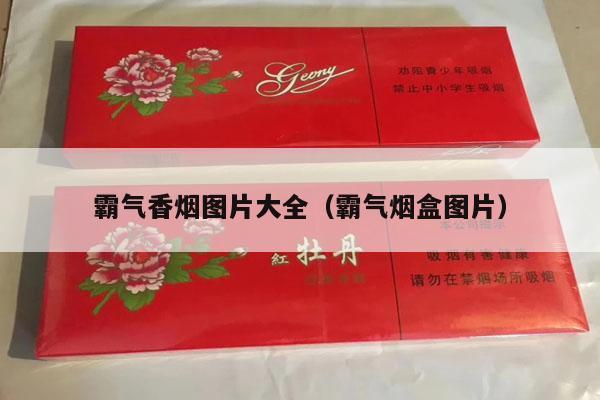 Geony
劝阻青少年吸烟
禁止中小学生吸烟
霸气香烟图片大全（霸气烟盒图片）
本公司提示
紅 牡丹
吸烟有害健康
请勿在禁烟场所吸烟